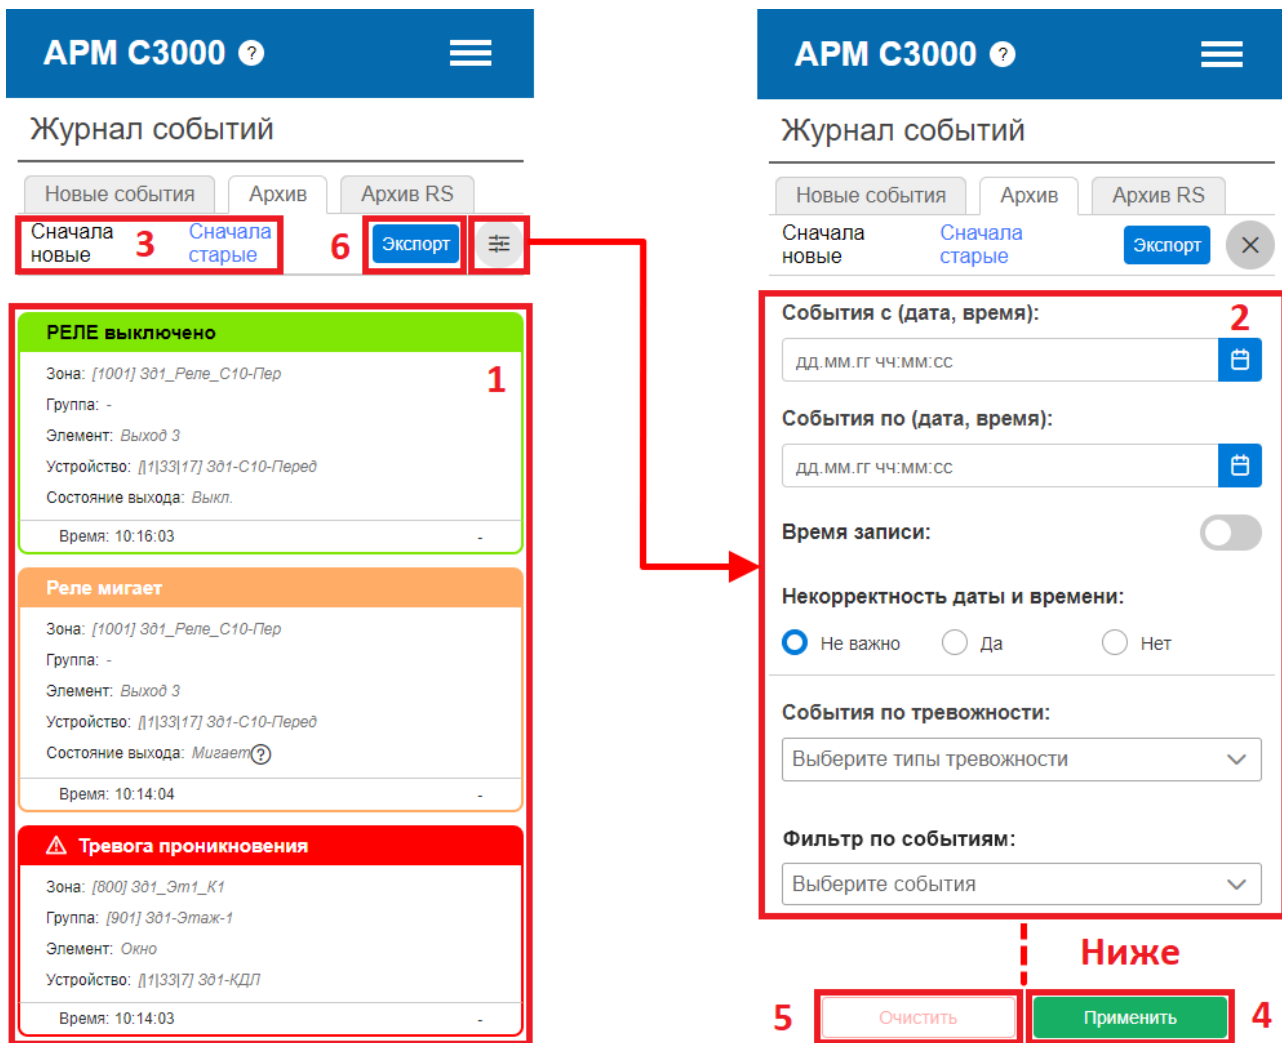 АРМ С3000 ?
Журнал событий
Новые события Архив Архив RS
Сначала новые 3 Сначала старые 6 Экспорт
РЕЛЕ выключено
1
Зона: [1001] Зд1_Реле_С10-Пер
Группа: -
Элемент: Выход 3
Устройство: [|1|33|17] Зд1-С10-Перед
Состояние выхода: Выкл.
Время: 10:16:03 -
Реле мигает
Зона: [1001] Зд1_Реле_С10-Пер
Группа: -
Элемент: Выход 3
Устройство: [|1|33|17] Зд1-С10-Перед
Состояние выхода: Мигает ?
Время: 10:14:04 -
Тревога проникновения
Зона: [800] Зд1_Эт1_К1
Группа: [901] Зд1-Этаж-1
Элемент: Окно
Устройство: [|1|33|7] Зд1-КДЛ
Время: 10:14:03 -
АРМ С3000 ?
Журнал событий
Новые события Архив Архив RS
Сначала новые Сначала старые Экспорт
События с (дата, время):
2
дд.мм.гг чч:мм:сс
События по (дата, время):
дд.мм.гг чч:мм:сс
Время записи:
Некорректность даты и времени:
Не важно Да Нет
События по тревожности:
Выберите типы тревожности
Фильтр по событиям:
Выберите события
Ниже
5 Очистить Применить 4